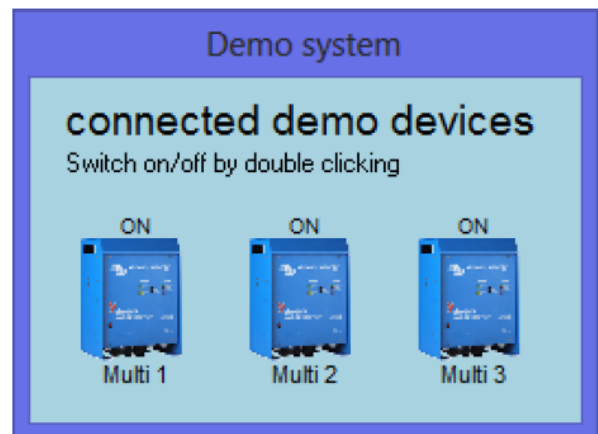 Demo system
connected demo devices
Switch on/off by double clicking
ON ON ON
Multi 1 Multi 2 Multi 3